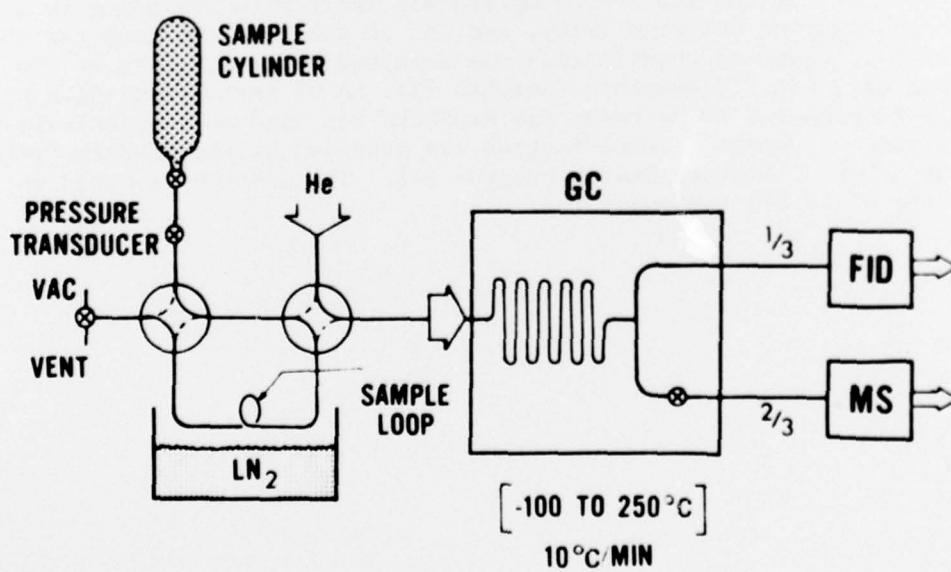 SAMPLE
CYLINDER
He
GC
PRESSURE
TRANSDUCER
1/3
FID
VAC
VENT
SAMPLE
LOOP
2/3
MS
LN2
[-100 TO 250°C]
10°C/MIN